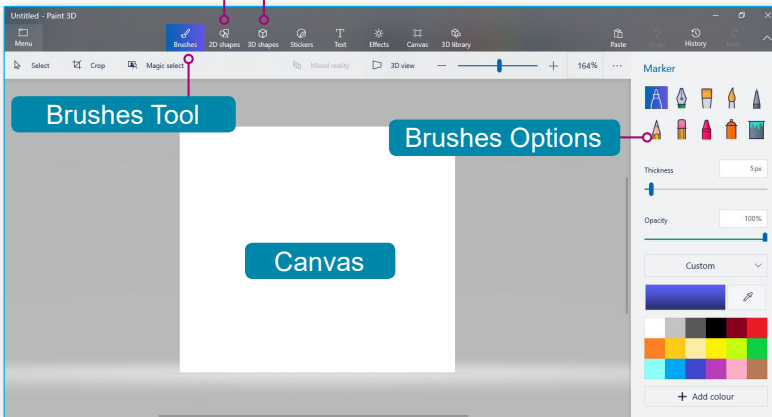 Untitled - Paint 3D
Menu
Brushes
2D shapes
3D shapes
Stickers
Text
Effects
Canvas
3D library
Paste
Undo
History
Redo
Select
Crop
Magic select
Mixed reality
3D view
164%
Marker
Brushes Tool
Brushes Options
Thickness
5px
Opacity
100%
Canvas
Custom
Add colour